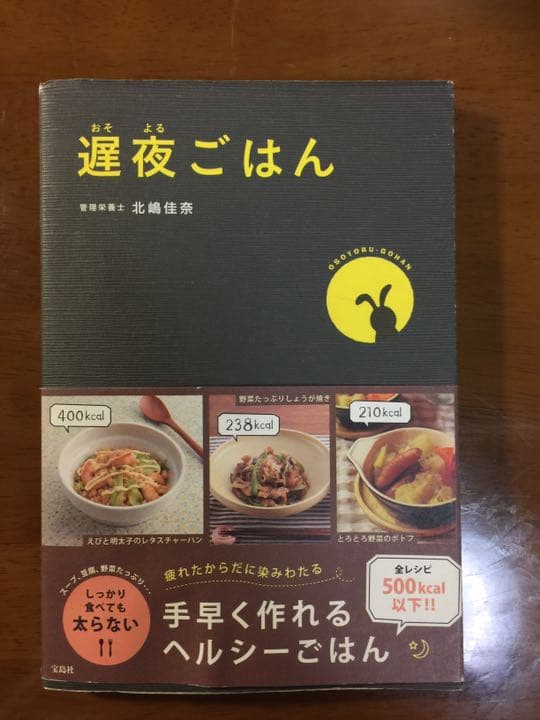 おそ よる
遅夜ごはん
管理栄養士 北嶋佳奈
OSOYORU-GOHAN
野菜たっぷりしょうが焼き
400kcal
238kcal
210kcal
えびと明太子のレタスチャーハン
とろとろ野菜のポトフ
スープ、豆腐、野菜たっぷり…
しっかり
食べても
太らない
疲れたからだに染みわたる
手早く作れる
ヘルシーごはん
全レシピ
500kcal
以下!!
宝島社